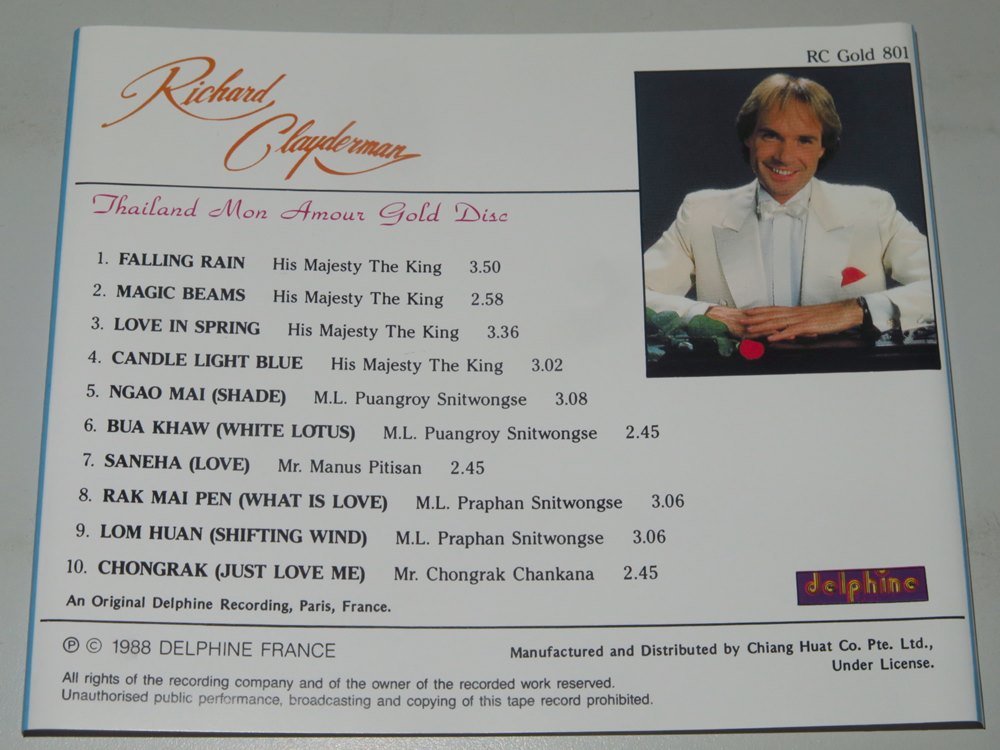 RC Gold 801
Richard
Clayderman
Thailand Mon Amour Gold Disc
1. FALLING RAIN His Majesty The King 3.50
2. MAGIC BEAMS His Majesty The King 2.58
3. LOVE IN SPRING His Majesty The King 3.36
4. CANDLE LIGHT BLUE His Majesty The King 3.02
5. NGAO MAI (SHADE) M.L. Puangroy Snitwongse 3.08
6. BUA KHAW (WHITE LOTUS) M.L. Puangroy Snitwongse 2.45
7. SANEHA (LOVE) Mr. Manus Pitisan 2.45
8. RAK MAI PEN (WHAT IS LOVE) M.L. Praphan Snitwongse 3.06
9. LOM HUAN (SHIFTING WIND) M.L. Praphan Snitwongse 3.06
10. CHONGRAK (JUST LOVE ME) Mr. Chongrak Chankana 2.45
delphine
An Original Delphine Recording, Paris, France.
℗ © 1988 DELPHINE FRANCE
Manufactured and Distributed by Chiang Huat Co. Pte. Ltd.,
Under License.
All rights of the recording company and of the owner of the recorded work reserved.
Unauthorised public performance, broadcasting and copying of this tape record prohibited.